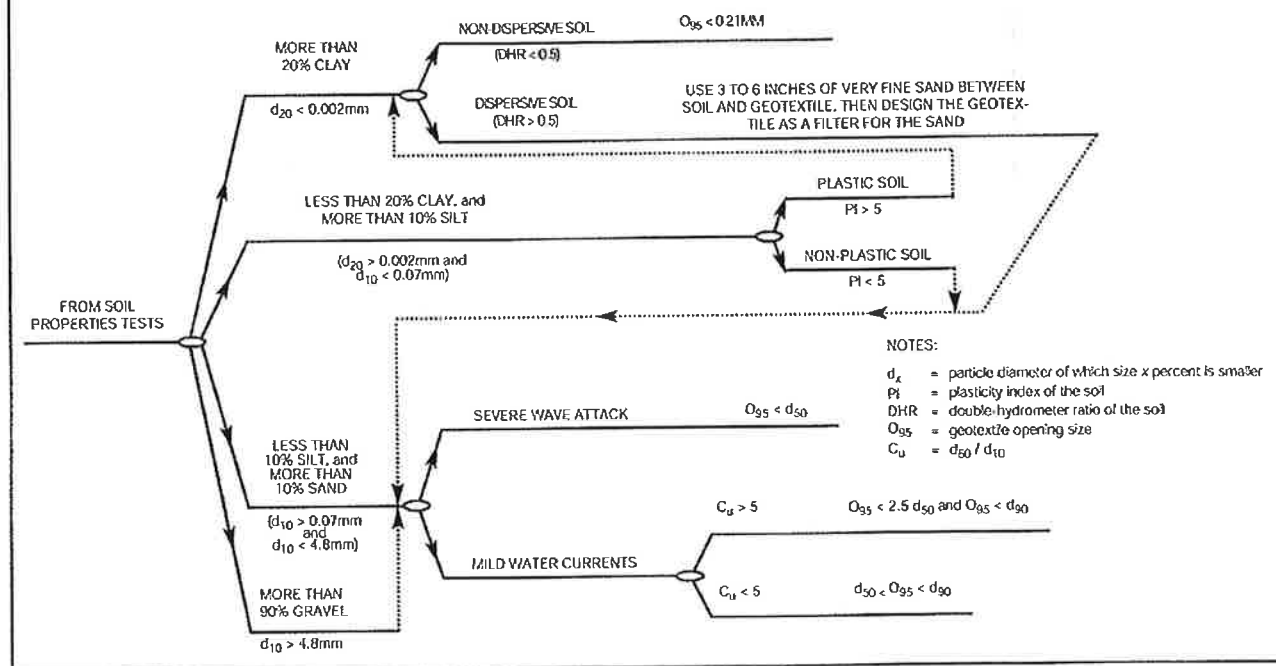 NON-DISPERSIVE SOIL
(DHR < 0.5)
O95 < 0.21MM
MORE THAN
20% CLAY
d20 < 0.002mm
DISPERSIVE SOIL
(DHR > 0.5)
USE 3 TO 6 INCHES OF VERY FINE SAND BETWEEN
SOIL AND GEOTEXTILE, THEN DESIGN THE GEOTEX-
TILE AS A FILTER FOR THE SAND
LESS THAN 20% CLAY, and
MORE THAN 10% SILT
(d20 > 0.002mm and
d10 < 0.07mm)
PLASTIC SOIL
PI > 5
NON-PLASTIC SOIL
PI < 5
FROM SOIL
PROPERTIES TESTS
NOTES:
dx = particle diameter of which size x percent is smaller
PI = plasticity index of the soil
DHR = double-hydrometer ratio of the soil
O95 = geotextile opening size
Cu = d60 / d10
LESS THAN
10% SILT, and
MORE THAN
10% SAND
(d10 > 0.07mm
and
d10 < 4.8mm)
SEVERE WAVE ATTACK
O95 < d50
MILD WATER CURRENTS
Cu > 5
O95 < 2.5 d50 and O95 < d90
Cu < 5
d50 < O95 < d90
MORE THAN
90% GRAVEL
d10 > 4.8mm